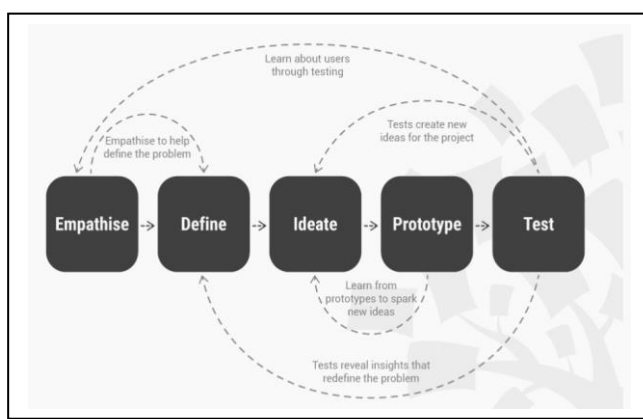 Learn about users
through testing
Empathise to help
define the problem
Tests create new
ideas for the project
Empathise
Define
Ideate
Prototype
Test
Learn from
prototypes to spark
new ideas
Tests reveal insights that
redefine the problem